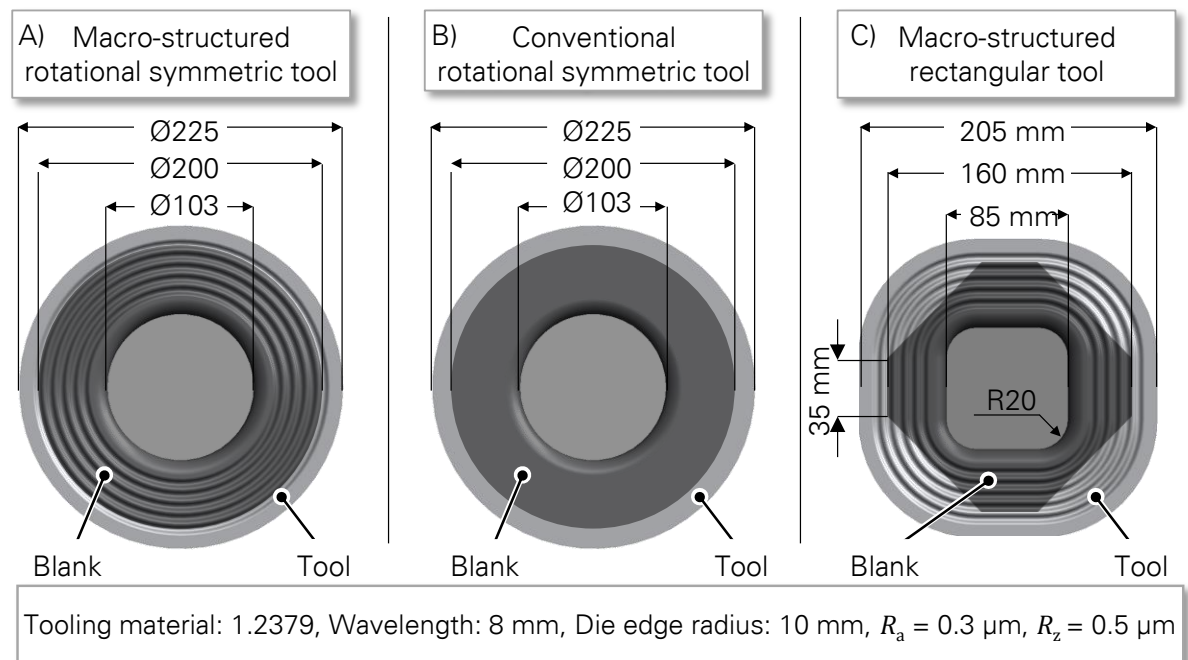 A) Macro-structured
rotational symmetric tool
Ø225
Ø200
Ø103
Blank
Tool
B) Conventional
rotational symmetric tool
Ø225
Ø200
Ø103
Blank
Tool
C) Macro-structured
rectangular tool
205 mm
160 mm
85 mm
35 mm
R20
Blank
Tool
Tooling material: 1.2379, Wavelength: 8 mm, Die edge radius: 10 mm, Rₐ = 0.3 µm, R_z = 0.5 µm